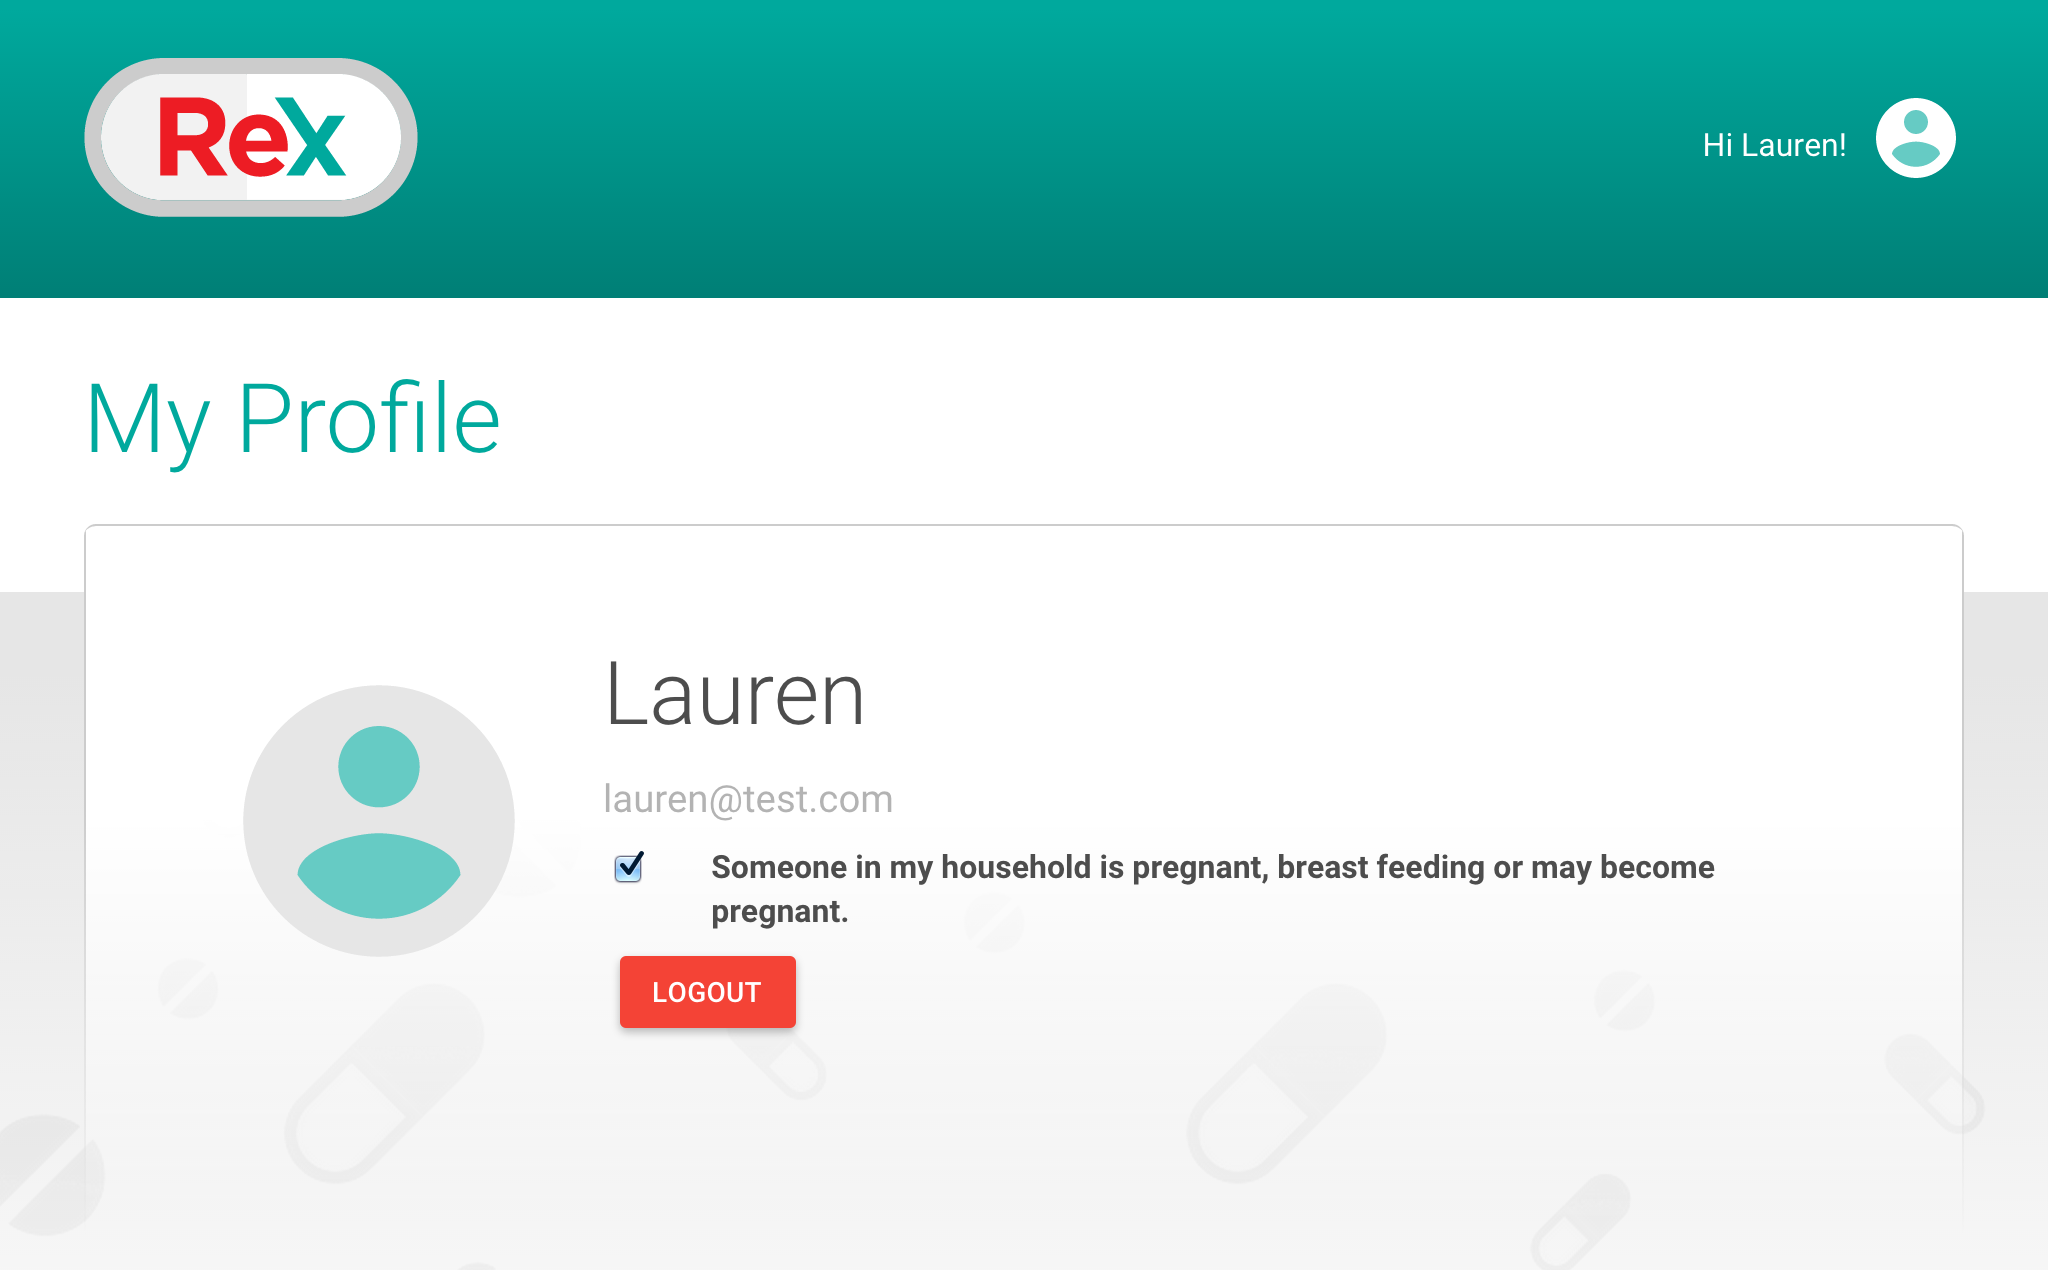 Rex
Hi Lauren!
My Profile
Lauren
lauren@test.com
Someone in my household is pregnant, breast feeding or may become
pregnant.
LOGOUT